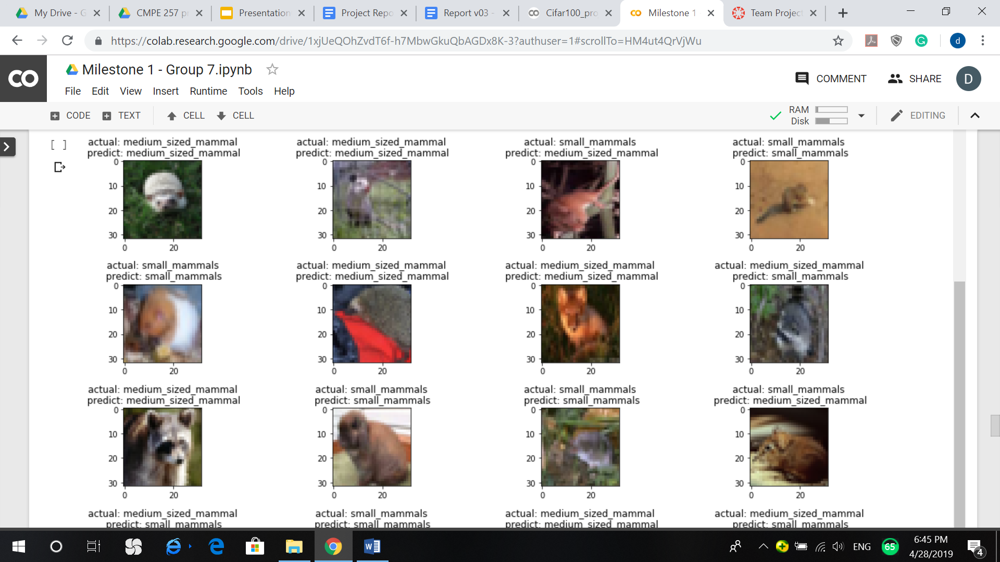 My Drive - G
CMPE 257 pr
Presentation
Project Repo
Report v03 -
Cifar100_pro
Milestone 1
Team Project
https://colab.research.google.com/drive/1xjUeQOhZvdT6f-h7MbwGkuQbAGDx8K-3?authuser=1#scrollTo=HM4ut4QrVjWu
d
Milestone 1 - Group 7.ipynb
COMMENT
SHARE
D
File Edit View Insert Runtime Tools Help
CODE TEXT CELL CELL
RAM
Disk
EDITING
[ ]
actual: medium_sized_mammal
predict: medium_sized_mammal
0
10
20
30
0 20
actual: medium_sized_mammal
predict: medium_sized_mammal
0
10
20
30
0 20
actual: small_mammals
predict: medium_sized_mammal
0
10
20
30
0 20
actual: small_mammals
predict: small_mammals
0
10
20
30
0 20
actual: small_mammals
predict: small_mammals
0
10
20
30
0 20
actual: medium_sized_mammal
predict: medium_sized_mammal
0
10
20
30
0 20
actual: medium_sized_mammal
predict: medium_sized_mammal
0
10
20
30
0 20
actual: medium_sized_mammal
predict: small_mammals
0
10
20
30
0 20
actual: medium_sized_mammal
predict: medium_sized_mammal
0
10
20
30
0 20
actual: small_mammals
predict: small_mammals
0
10
20
30
0 20
actual: small_mammals
predict: small_mammals
0
10
20
30
0 20
actual: small_mammals
predict: medium_sized_mammal
0
10
20
30
0 20
actual: medium_sized_mammal
predict: small_mammals
actual: small_mammals
predict: small_mammals
actual: medium_sized_mammal
predict: medium_sized_mammal
actual: medium_sized_mammal
predict: small_mammals
ENG
65
6:45 PM
4/28/2019
4